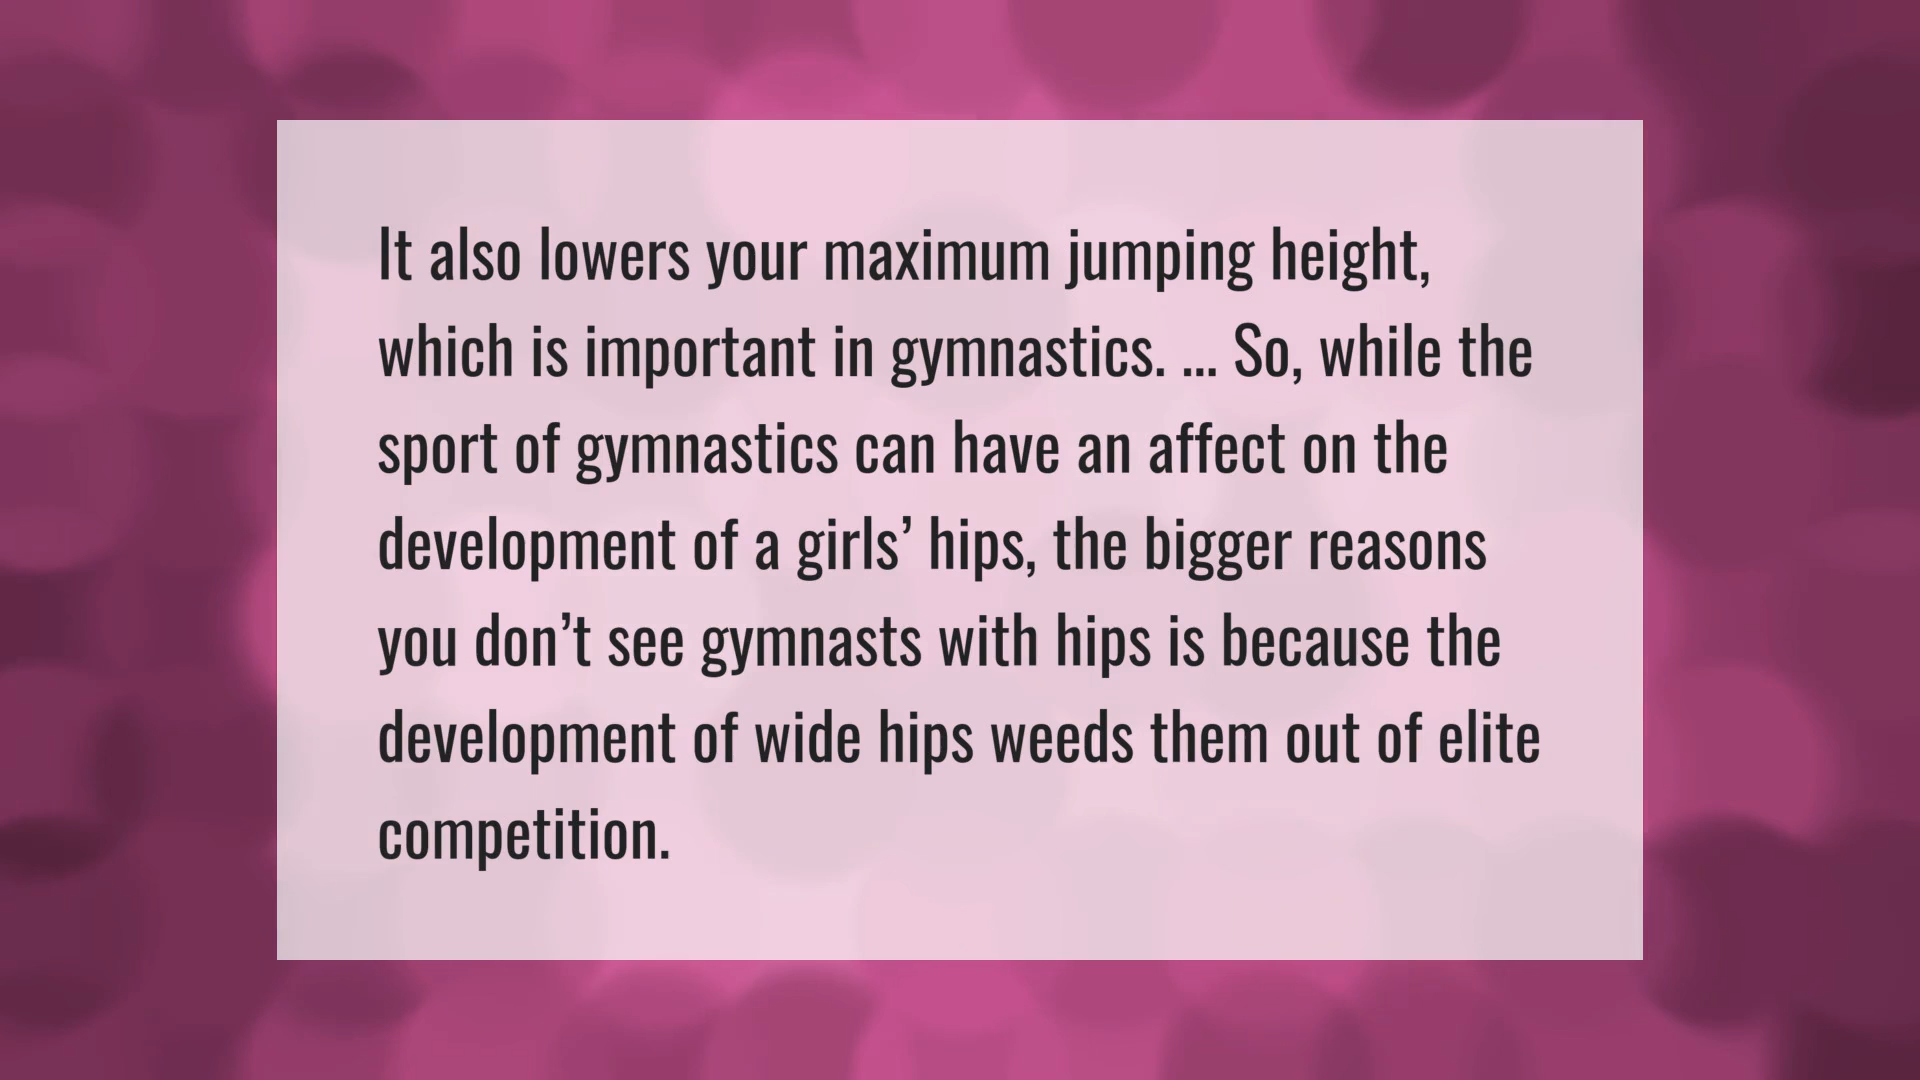 It also lowers your maximum jumping height,
which is important in gymnastics. ... So, while the
sport of gymnastics can have an affect on the
development of a girls’ hips, the bigger reasons
you don’t see gymnasts with hips is because the
development of wide hips weeds them out of elite
competition.